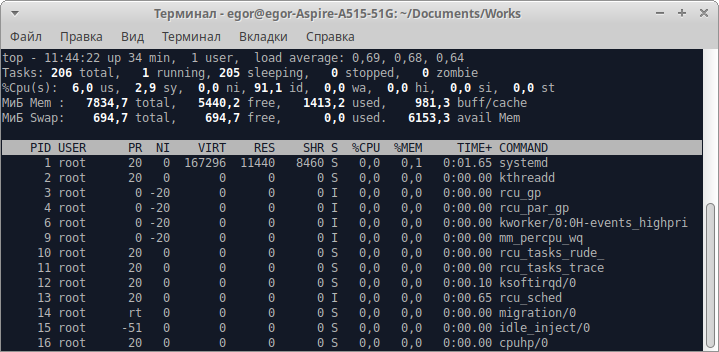 Терминал - egor@egor-Aspire-A515-51G: ~/Documents/Works
Файл Правка Вид Терминал Вкладки Справка
top - 11:44:22 up 34 min,  1 user,  load average: 0,69, 0,68, 0,64
Tasks: 206 total,   1 running, 205 sleeping,   0 stopped,   0 zombie
%Cpu(s):  6,0 us,  2,9 sy,  0,0 ni, 91,1 id,  0,0 wa,  0,0 hi,  0,0 si,  0,0 st
МиБ Mem :   7834,7 total,   5440,2 free,   1413,2 used,    981,3 buff/cache
МиБ Swap:    694,7 total,    694,7 free,      0,0 used.   6153,3 avail Mem
PID USER      PR  NI    VIRT    RES    SHR S  %CPU  %MEM     TIME+ COMMAND
1 root      20   0  167296  11440   8460 S   0,0   0,1   0:01.65 systemd
2 root      20   0       0      0      0 S   0,0   0,0   0:00.00 kthreadd
3 root       0 -20       0      0      0 I   0,0   0,0   0:00.00 rcu_gp
4 root       0 -20       0      0      0 I   0,0   0,0   0:00.00 rcu_par_gp
6 root       0 -20       0      0      0 I   0,0   0,0   0:00.00 kworker/0:0H-events_highpri
9 root       0 -20       0      0      0 I   0,0   0,0   0:00.00 mm_percpu_wq
10 root      20   0       0      0      0 S   0,0   0,0   0:00.00 rcu_tasks_rude_
11 root      20   0       0      0      0 S   0,0   0,0   0:00.00 rcu_tasks_trace
12 root      20   0       0      0      0 S   0,0   0,0   0:00.10 ksoftirqd/0
13 root      20   0       0      0      0 I   0,0   0,0   0:00.65 rcu_sched
14 root      rt   0       0      0      0 S   0,0   0,0   0:00.00 migration/0
15 root     -51   0       0      0      0 S   0,0   0,0   0:00.00 idle_inject/0
16 root      20   0       0      0      0 S   0,0   0,0   0:00.00 cpuhp/0